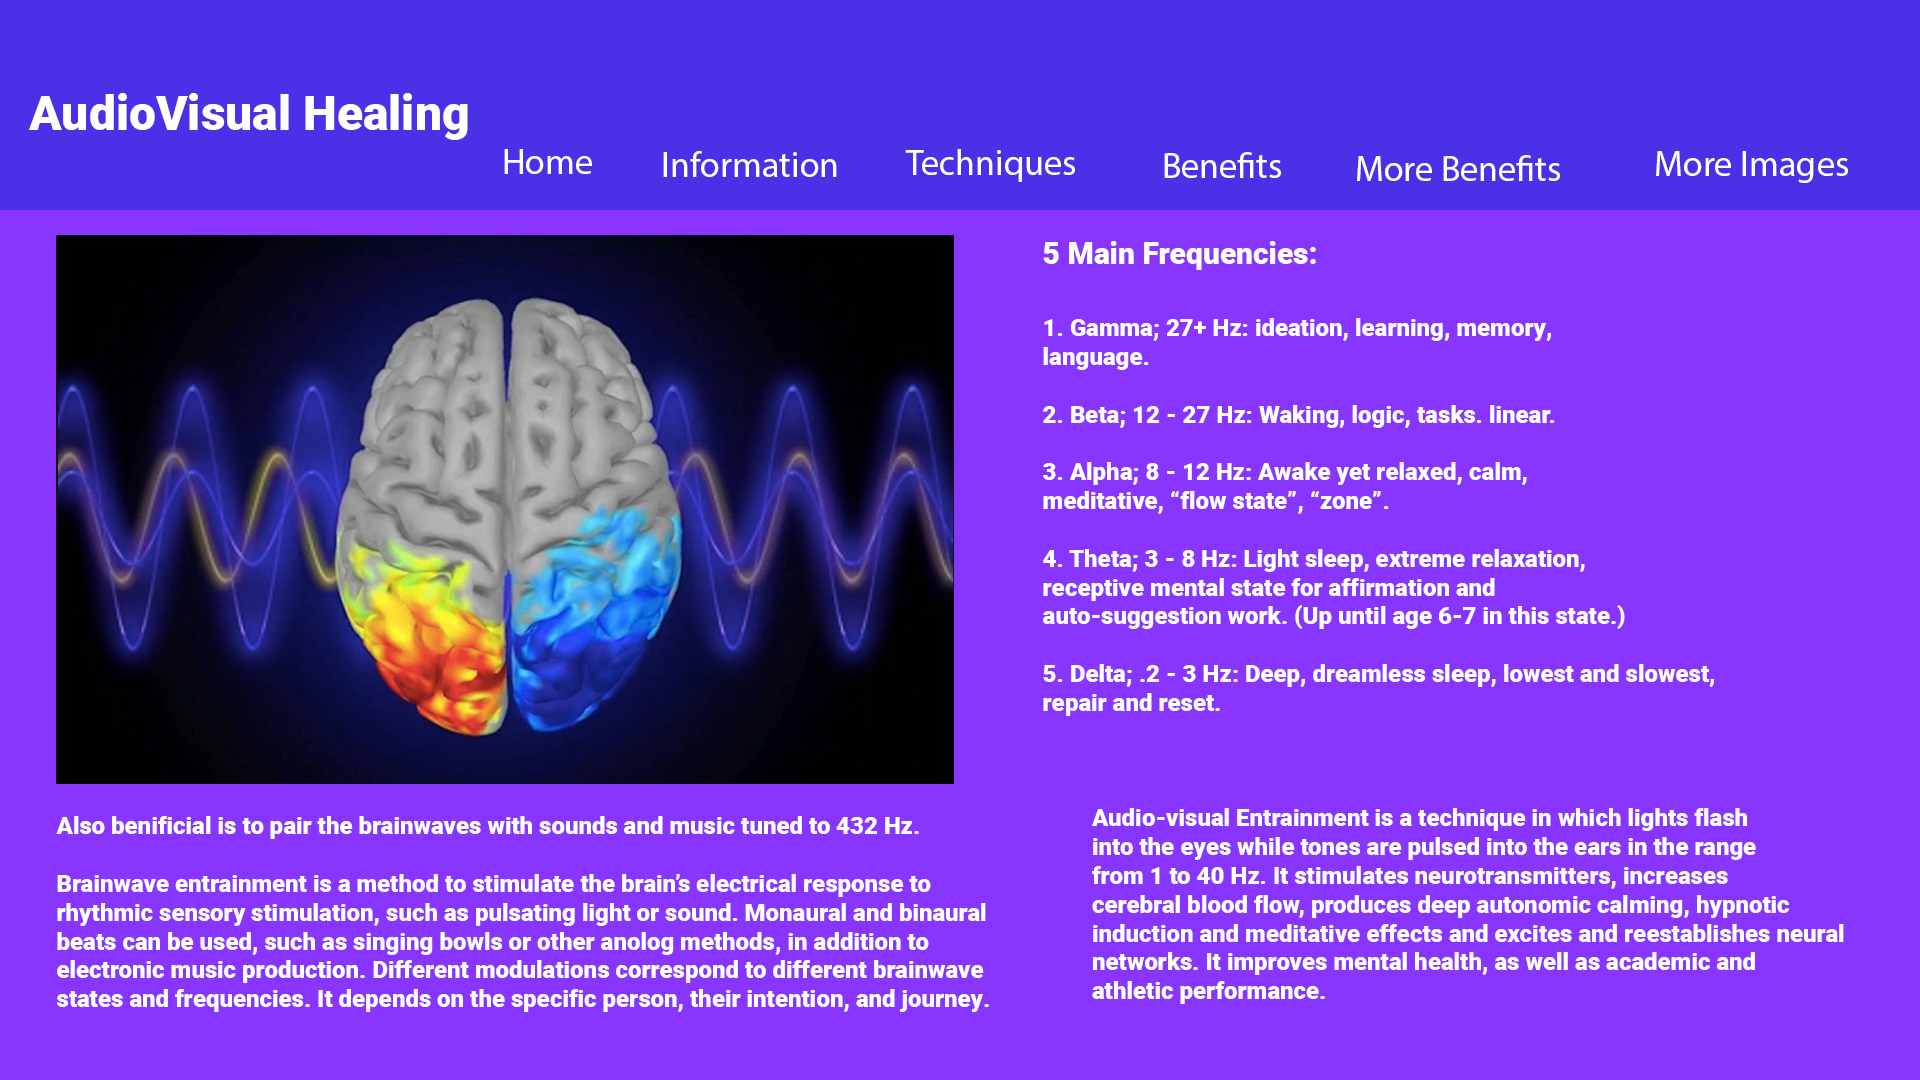 AudioVisual Healing
Home
Information
Techniques
Benefits
More Benefits
More Images
5 Main Frequencies:
1. Gamma; 27+ Hz: ideation, learning, memory,
language.
2. Beta; 12 - 27 Hz: Waking, logic, tasks. linear.
3. Alpha; 8 - 12 Hz: Awake yet relaxed, calm,
meditative, “flow state”, “zone”.
4. Theta; 3 - 8 Hz: Light sleep, extreme relaxation,
receptive mental state for affirmation and
auto-suggestion work. (Up until age 6-7 in this state.)
5. Delta; .2 - 3 Hz: Deep, dreamless sleep, lowest and slowest,
repair and reset.
Also benificial is to pair the brainwaves with sounds and music tuned to 432 Hz.
Brainwave entrainment is a method to stimulate the brain’s electrical response to
rhythmic sensory stimulation, such as pulsating light or sound. Monaural and binaural
beats can be used, such as singing bowls or other anolog methods, in addition to
electronic music production. Different modulations correspond to different brainwave
states and frequencies. It depends on the specific person, their intention, and journey.
Audio-visual Entrainment is a technique in which lights flash
into the eyes while tones are pulsed into the ears in the range
from 1 to 40 Hz. It stimulates neurotransmitters, increases
cerebral blood flow, produces deep autonomic calming, hypnotic
induction and meditative effects and excites and reestablishes neural
networks. It improves mental health, as well as academic and
athletic performance.